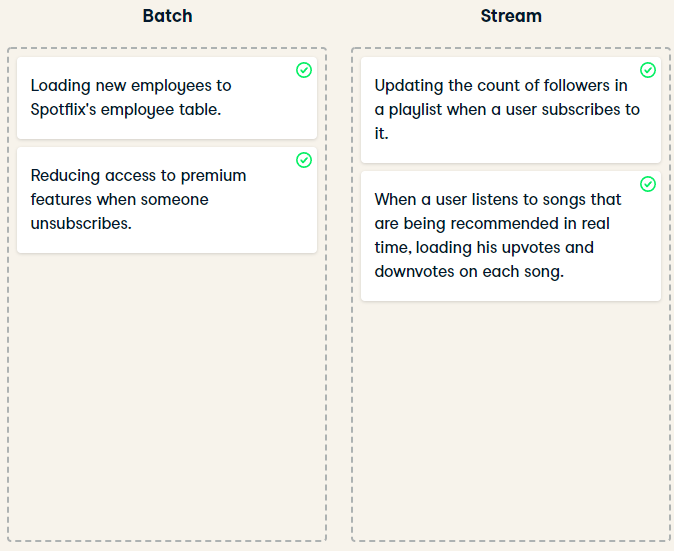 Batch
Stream
Loading new employees to
Spotflix's employee table.
Reducing access to premium
features when someone
unsubscribes.
Updating the count of followers in
a playlist when a user subscribes to
it.
When a user listens to songs that
are being recommended in real
time, loading his upvotes and
downvotes on each song.